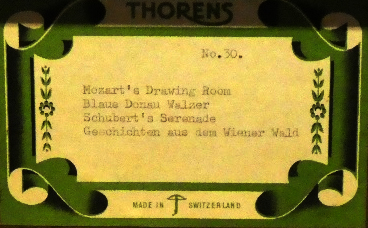 THORENS
No.30.
Mozart's Drawing Room
Blaue Donau Walzer
Schubert's Serenade
Geschichten aus dem Wiener Wald
MADE IN SWITZERLAND